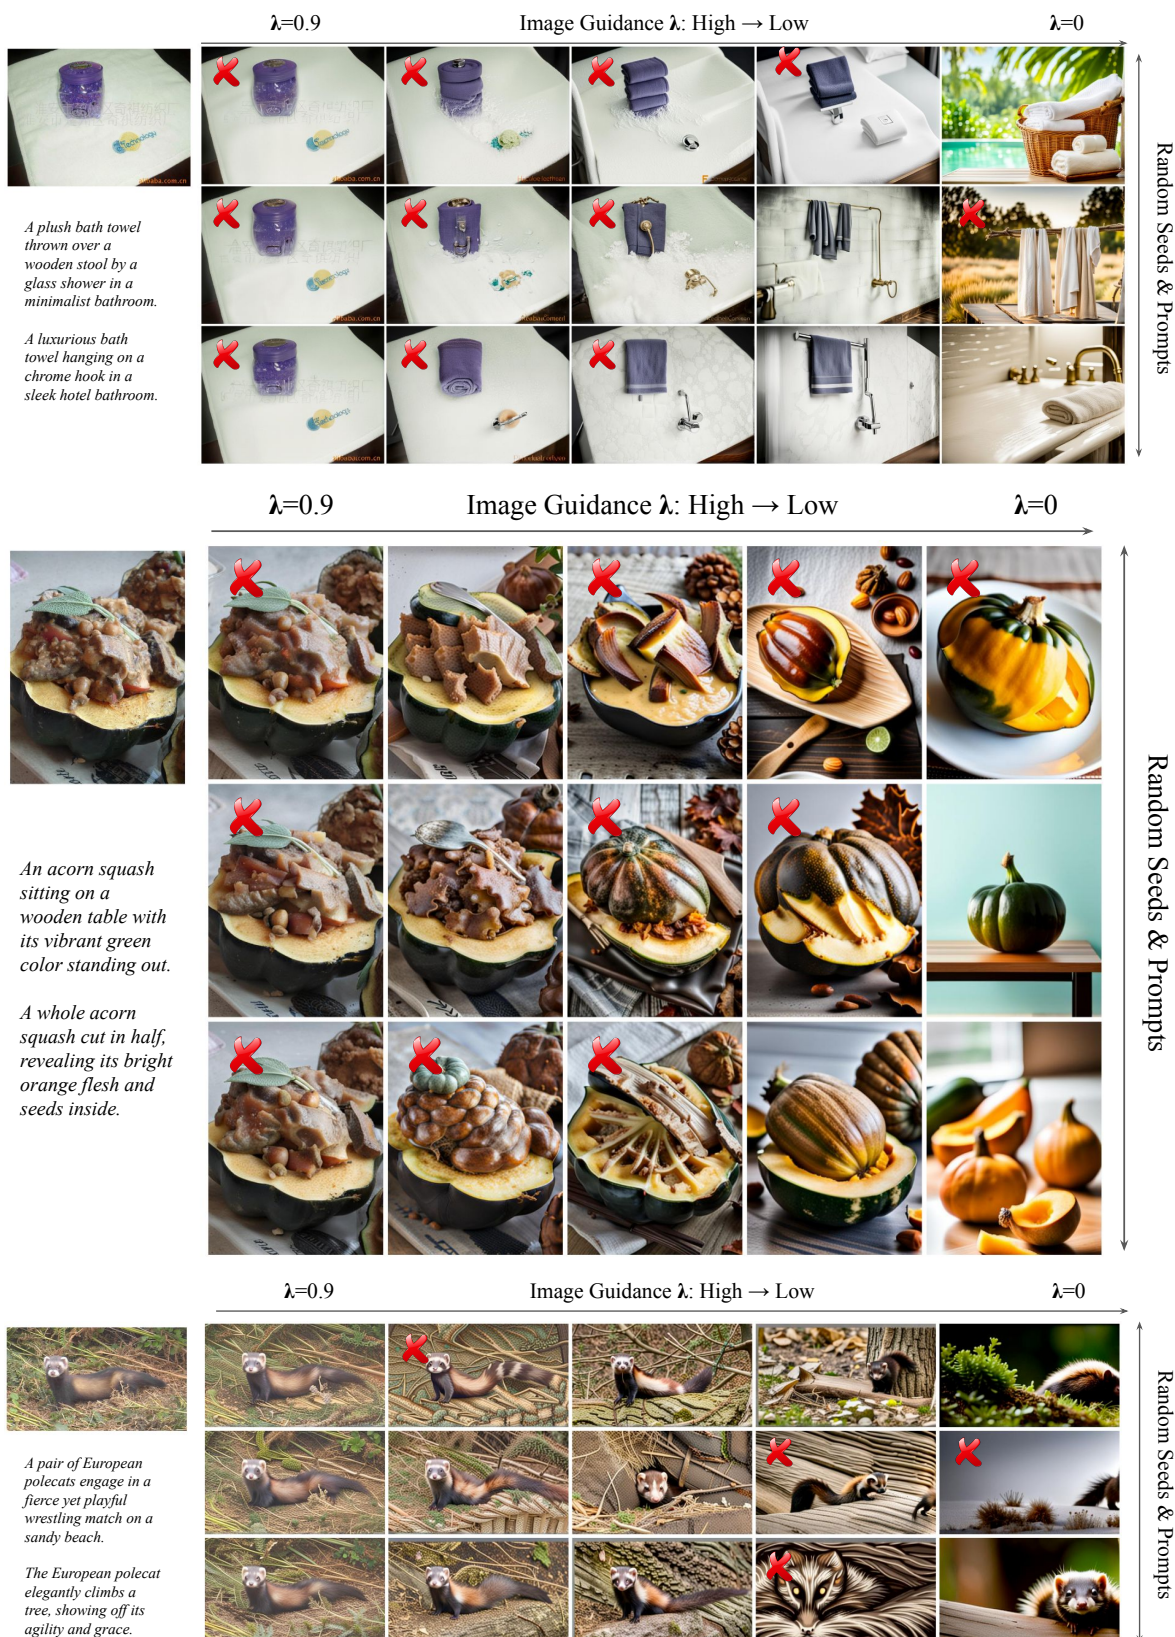 λ=0.9 Image Guidance λ: High → Low λ=0
A plush bath towel
thrown over a
wooden stool by a
glass shower in a
minimalist bathroom.
A luxurious bath
towel hanging on a
chrome hook in a
sleek hotel bathroom.
Random Seeds & Prompts
λ=0.9 Image Guidance λ: High → Low λ=0
An acorn squash
sitting on a
wooden table with
its vibrant green
color standing out.
A whole acorn
squash cut in half,
revealing its bright
orange flesh and
seeds inside.
Random Seeds & Prompts
λ=0.9 Image Guidance λ: High → Low λ=0
A pair of European
polecats engage in a
fierce yet playful
wrestling match on a
sandy beach.
The European polecat
elegantly climbs a
tree, showing off its
agility and grace.
Random Seeds & Prompts